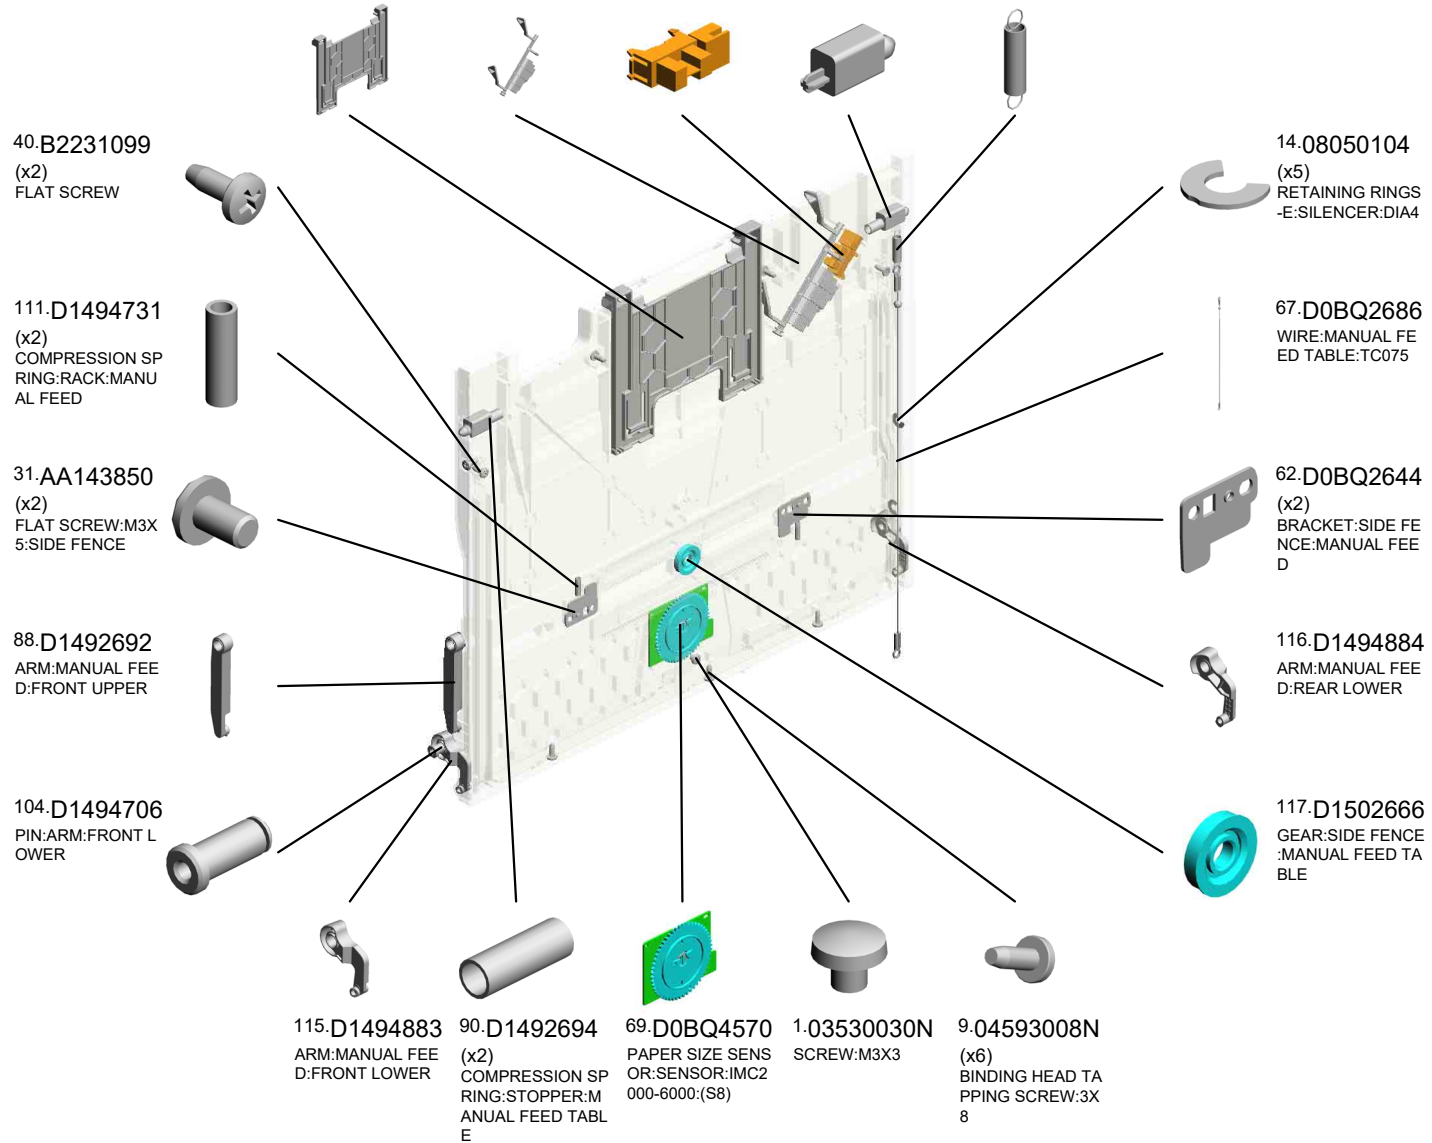 40.B2231099
(x2)
FLAT SCREW
111.D1494731
(x2)
COMPRESSION SP
RING:RACK:MANU
AL FEED
31.AA143850
(x2)
FLAT SCREW:M3X
5:SIDE FENCE
88.D1492692
ARM:MANUAL FEE
D:FRONT UPPER
104.D1494706
PIN:ARM:FRONT L
OWER
115.D1494883
ARM:MANUAL FEE
D:FRONT LOWER
90.D1492694
(x2)
COMPRESSION SP
RING:STOPPER:M
ANUAL FEED TABL
E
69.D0BQ4570
PAPER SIZE SENS
OR:SENSOR:IMC2
000-6000:(S8)
1.03530030N
SCREW:M3X3
9.04593008N
(x6)
BINDING HEAD TA
PPING SCREW:3X
8
14.08050104
(x5)
RETAINING RINGS
-E:SILENCER:DIA4
67.D0BQ2686
WIRE:MANUAL FE
ED TABLE:TC075
62.D0BQ2644
(x2)
BRACKET:SIDE FE
NCE:MANUAL FEE
D
116.D1494884
ARM:MANUAL FEE
D:REAR LOWER
117.D1502666
GEAR:SIDE FENCE
:MANUAL FEED TA
BLE